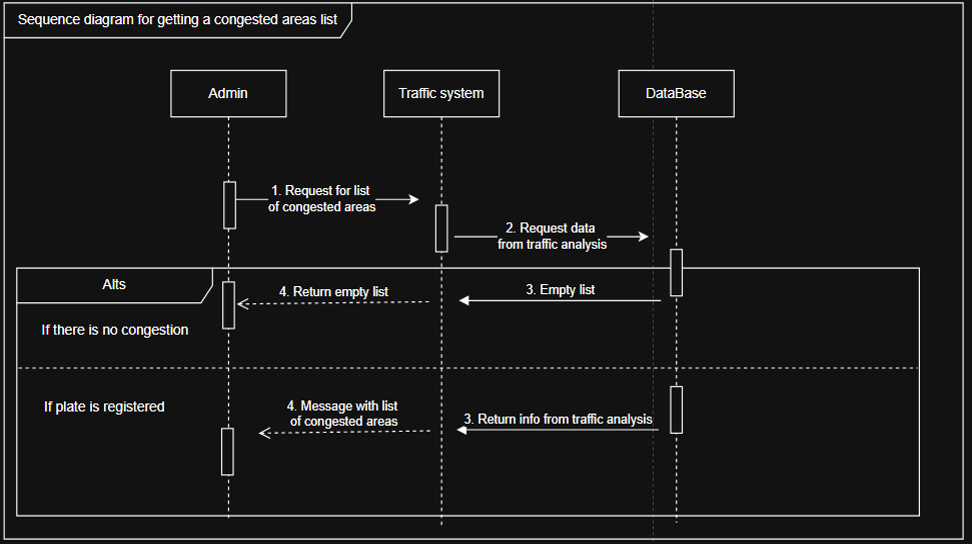 Sequence diagram for getting a congested areas list
Admin
Traffic system
DataBase
1. Request for list
of congested areas
2. Request data
from traffic analysis
Alts
4. Return empty list
3. Empty list
If there is no congestion
If plate is registered
4. Message with list
of congested areas
3. Return info from traffic analysis